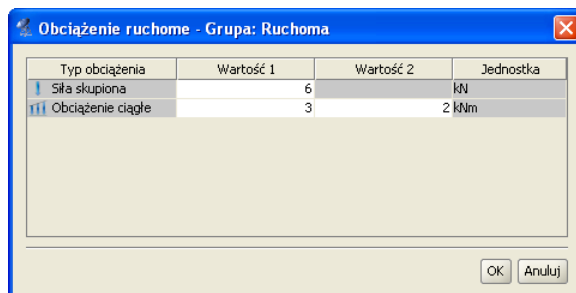 Obciążenie ruchome - Grupa: Ruchoma
Typ obciążenia Wartość 1 Wartość 2 Jednostka
Siła skupiona 6 kN
Obciążenie ciągłe 3 2 kNm
OK Anuluj